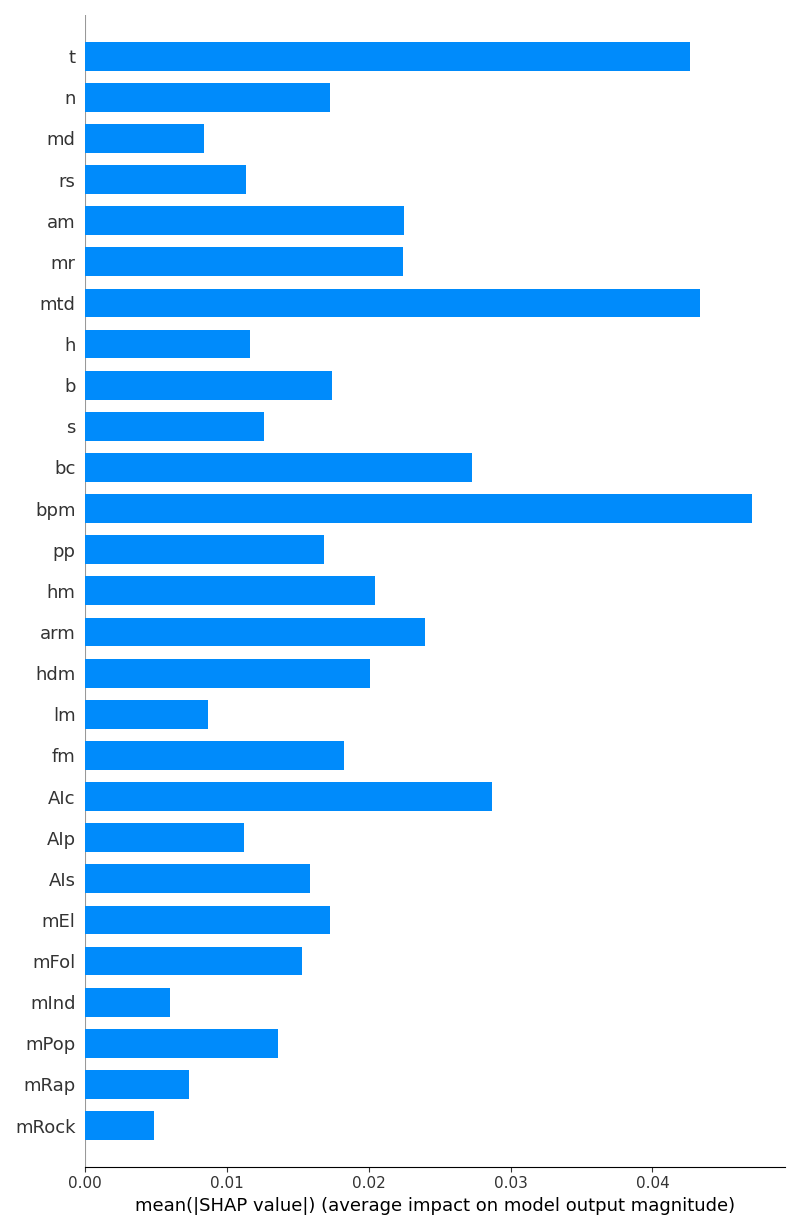 t
n
md
rs
am
mr
mtd
h
b
s
bc
bpm
pp
hm
arm
hdm
lm
fm
AIc
AIp
AIs
mEl
mFol
mInd
mPop
mRap
mRock
0.00 0.01 0.02 0.03 0.04
mean(|SHAP value|) (average impact on model output magnitude)